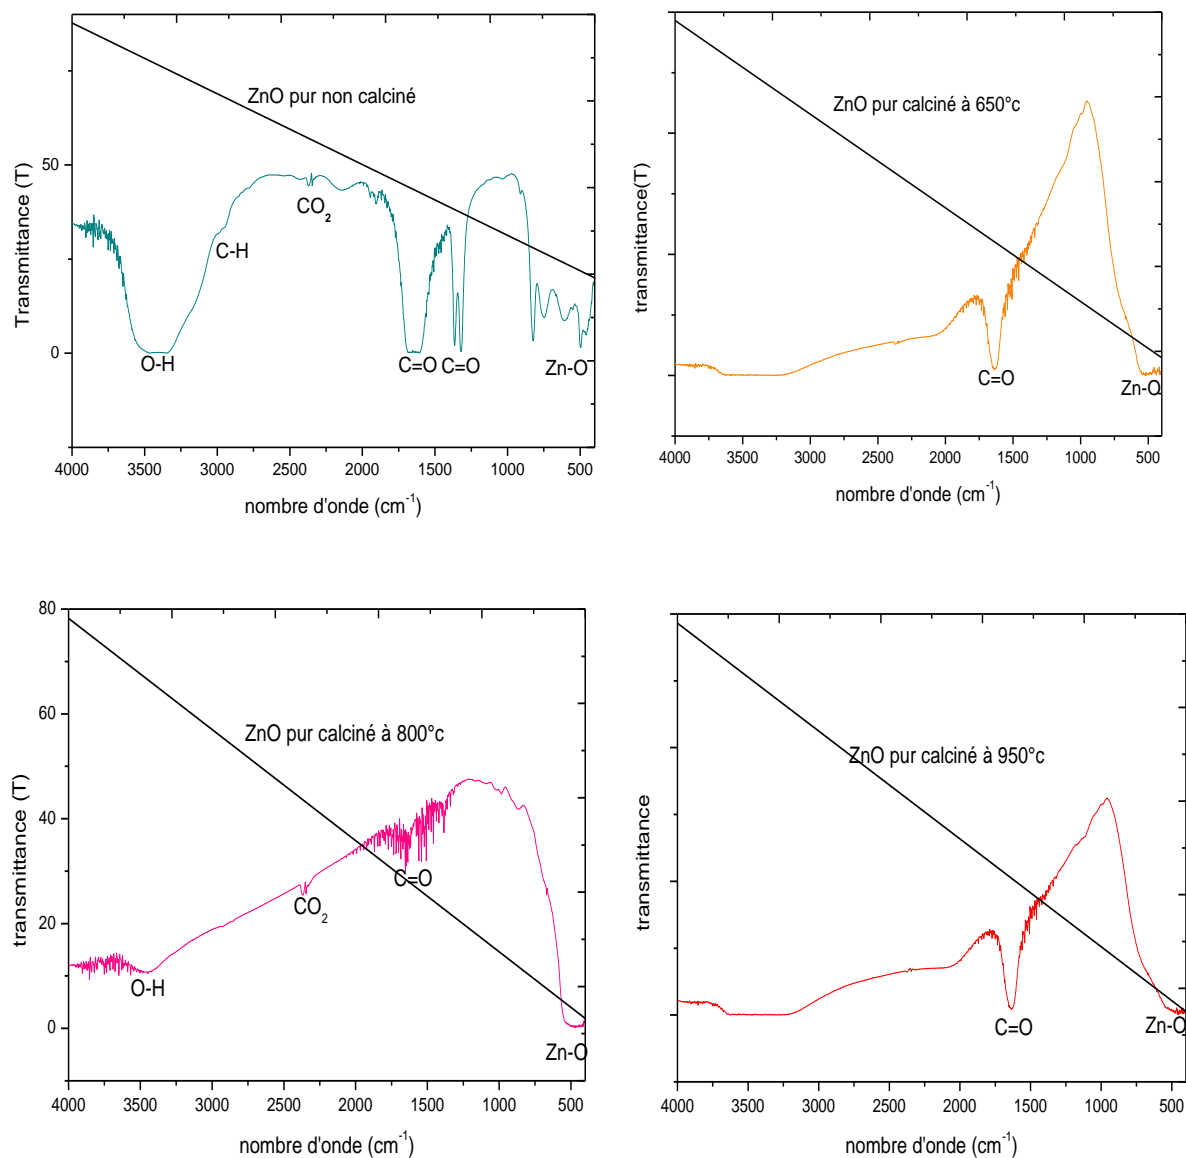 ZnO pur non calciné
Transmittance (T)
50
0
CO2
C-H
O-H
C=O
C=O
Zn-O
4000 3500 3000 2500 2000 1500 1000 500
nombre d'onde (cm-1)
ZnO pur calciné à 650°c
transmittance(T)
C=O
Zn-O
4000 3500 3000 2500 2000 1500 1000 500
nombre d'onde (cm-1)
80
60
40
20
0
ZnO pur calciné à 800°c
transmittance (T)
C=O
CO2
O-H
Zn-O
4000 3500 3000 2500 2000 1500 1000 500
nombre d'onde (cm-1)
ZnO pur calciné à 950°c
transmittance
C=O
Zn-O
4000 3500 3000 2500 2000 1500 1000 500
nombre d'onde (cm-1)